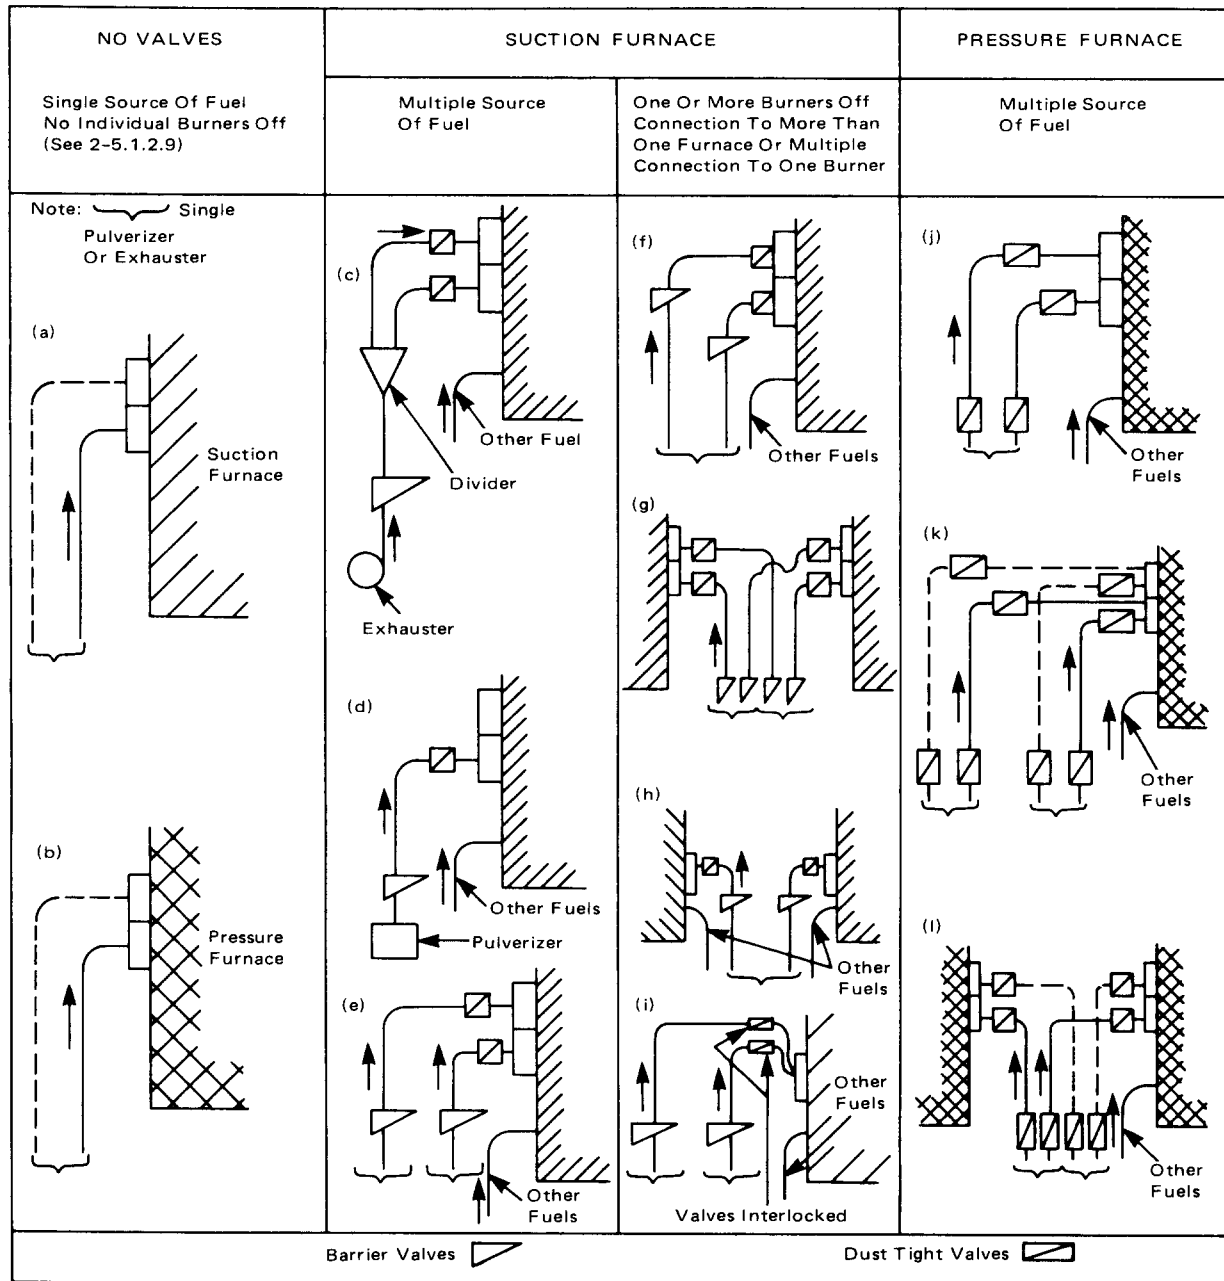 NO VALVES
SUCTION FURNACE
PRESSURE FURNACE
Single Source Of Fuel
No Individual Burners Off
(See 2-5.1.2.9)
Multiple Source
Of Fuel
One Or More Burners Off
Connection To More Than
One Furnace Or Multiple
Connection To One Burner
Multiple Source
Of Fuel
Note: Single
Pulverizer
Or Exhauster
(a)
Suction
Furnace
(b)
Pressure
Furnace
(c)
Other Fuel
Divider
Exhauster
(d)
Other Fuels
Pulverizer
(e)
Other
Fuels
(f)
Other Fuels
(g)
(h)
Other
Fuels
(i)
Other
Fuels
Valves Interlocked
(j)
Other
Fuels
(k)
Other
Fuels
(l)
Other
Fuels
Barrier Valves
Dust Tight Valves